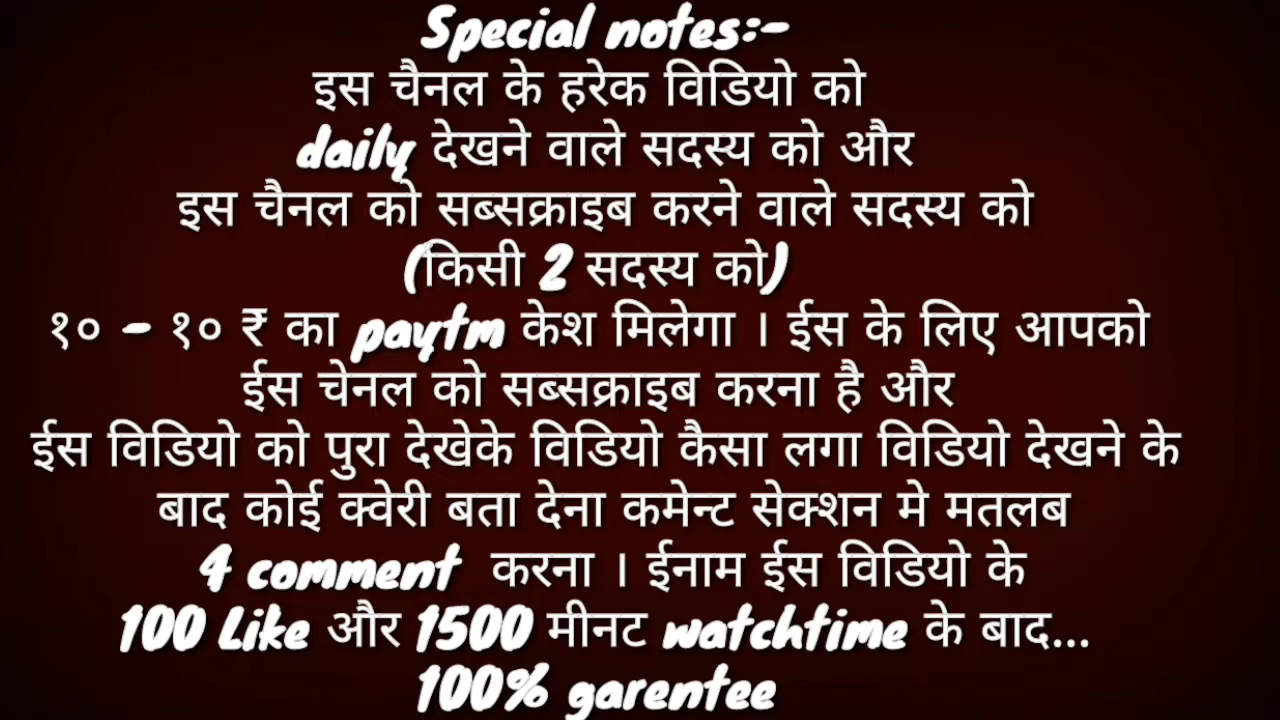 Special notes:-
इस चैनल के हरेक विडियो को
daily देखने वाले सदस्य को और
इस चैनल को सब्सक्राइब करने वाले सदस्य को
(किसी 2 सदस्य को)
१० - १० ₹ का paytm केश मिलेगा । ईस के लिए आपको
ईस चेनल को सब्सक्राइब करना है और
ईस विडियो को पुरा देखेके विडियो कैसा लगा विडियो देखने के
बाद कोई क्वेरी बता देना कमेन्ट सेक्शन मे मतलब
4 comment करना । ईनाम ईस विडियो के
100 Like और 1500 मीनट watchtime के बाद...
100% garentee